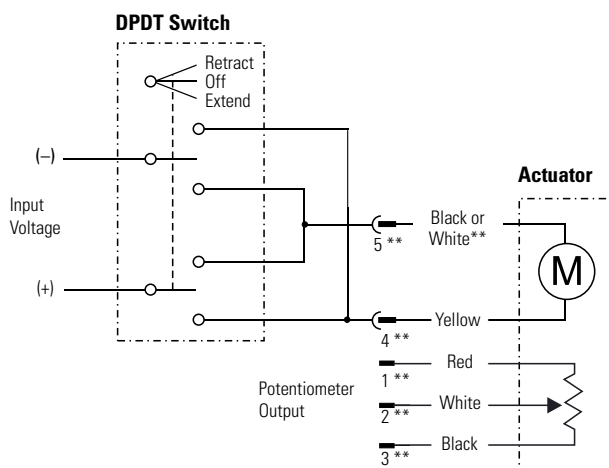 DPDT Switch
Retract
Off
Extend
(–)
Input
Voltage
(+)
Actuator
Black or
White**
5 **
M
Yellow
4 **
Red
1 **
Potentiometer
Output
White
2 **
Black
3 **